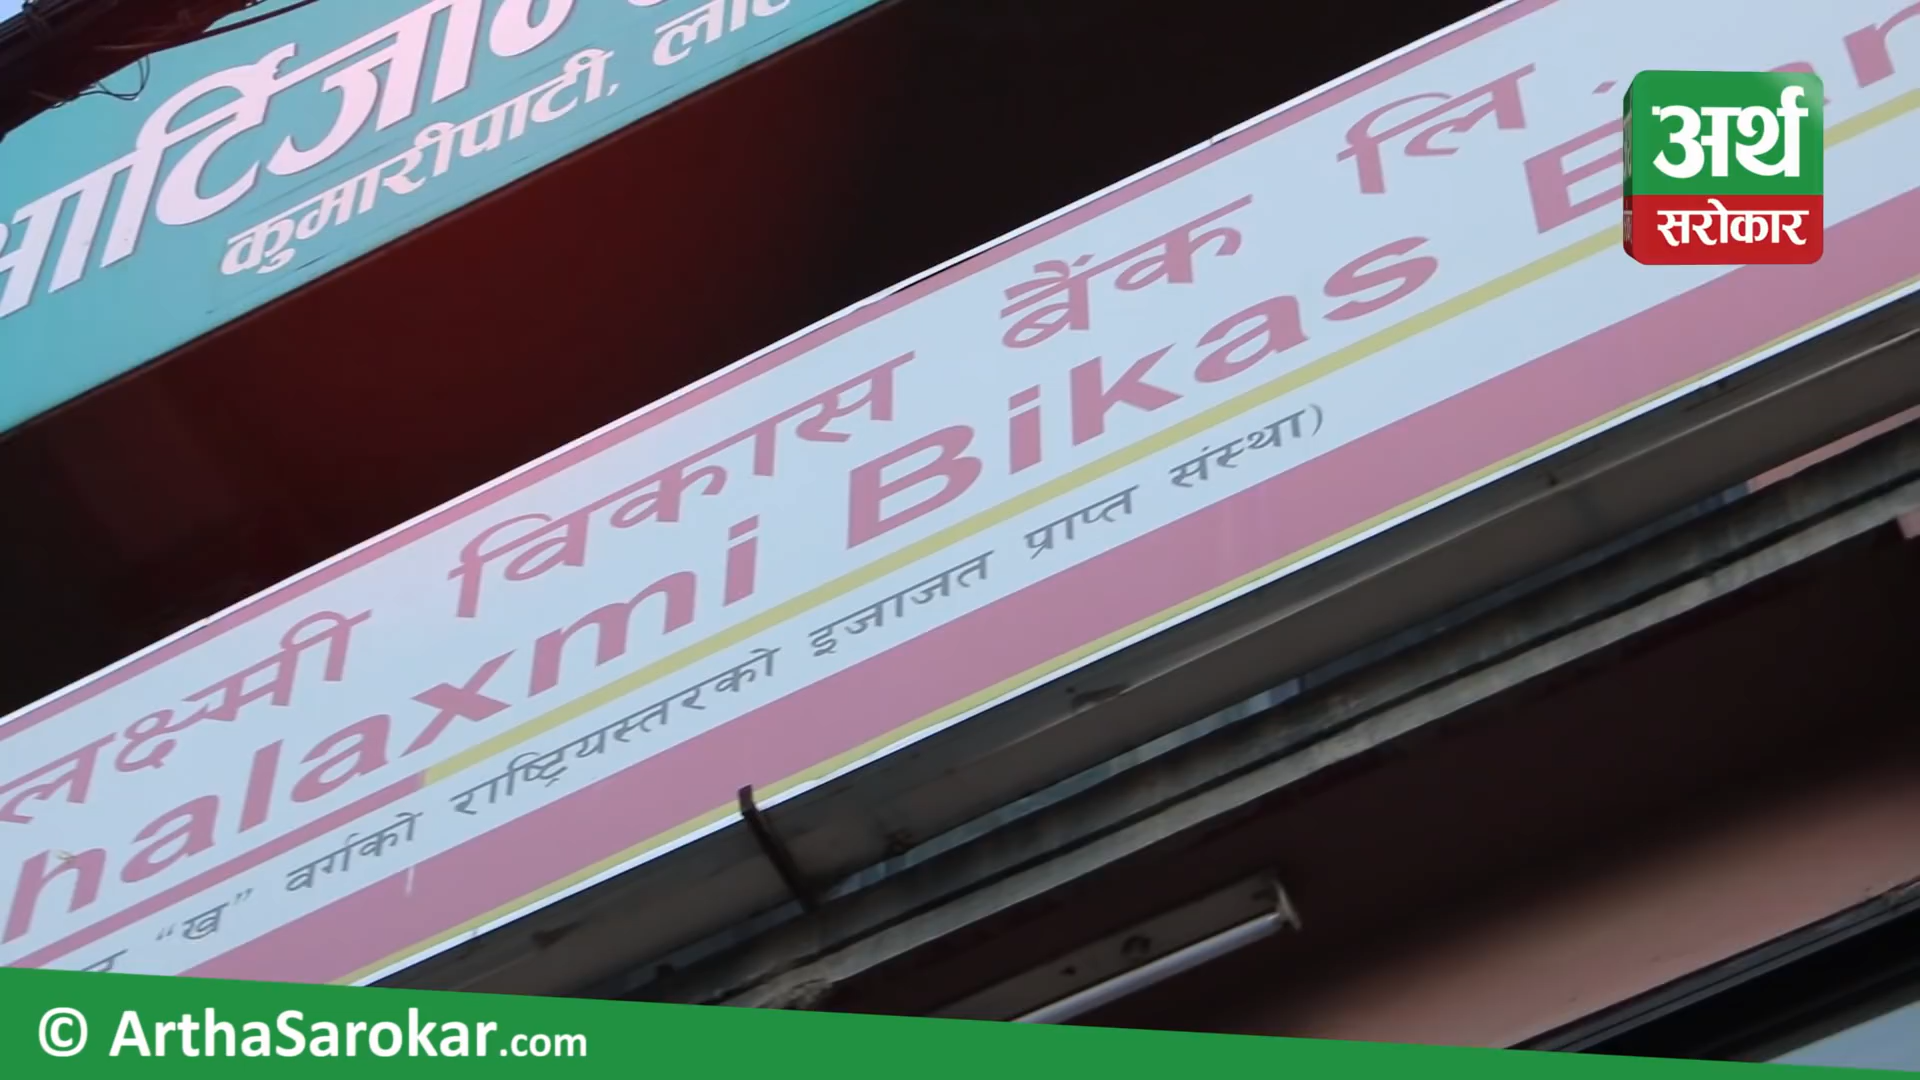 कुमारीपाटी,
लक्ष्मी विकास बैंक लि.
halaxmi Bikas
“ख” वर्गको राष्ट्रियस्तरको इजाजत प्राप्त संस्था)
अर्थ
सरोकार
© ArthaSarokar.com